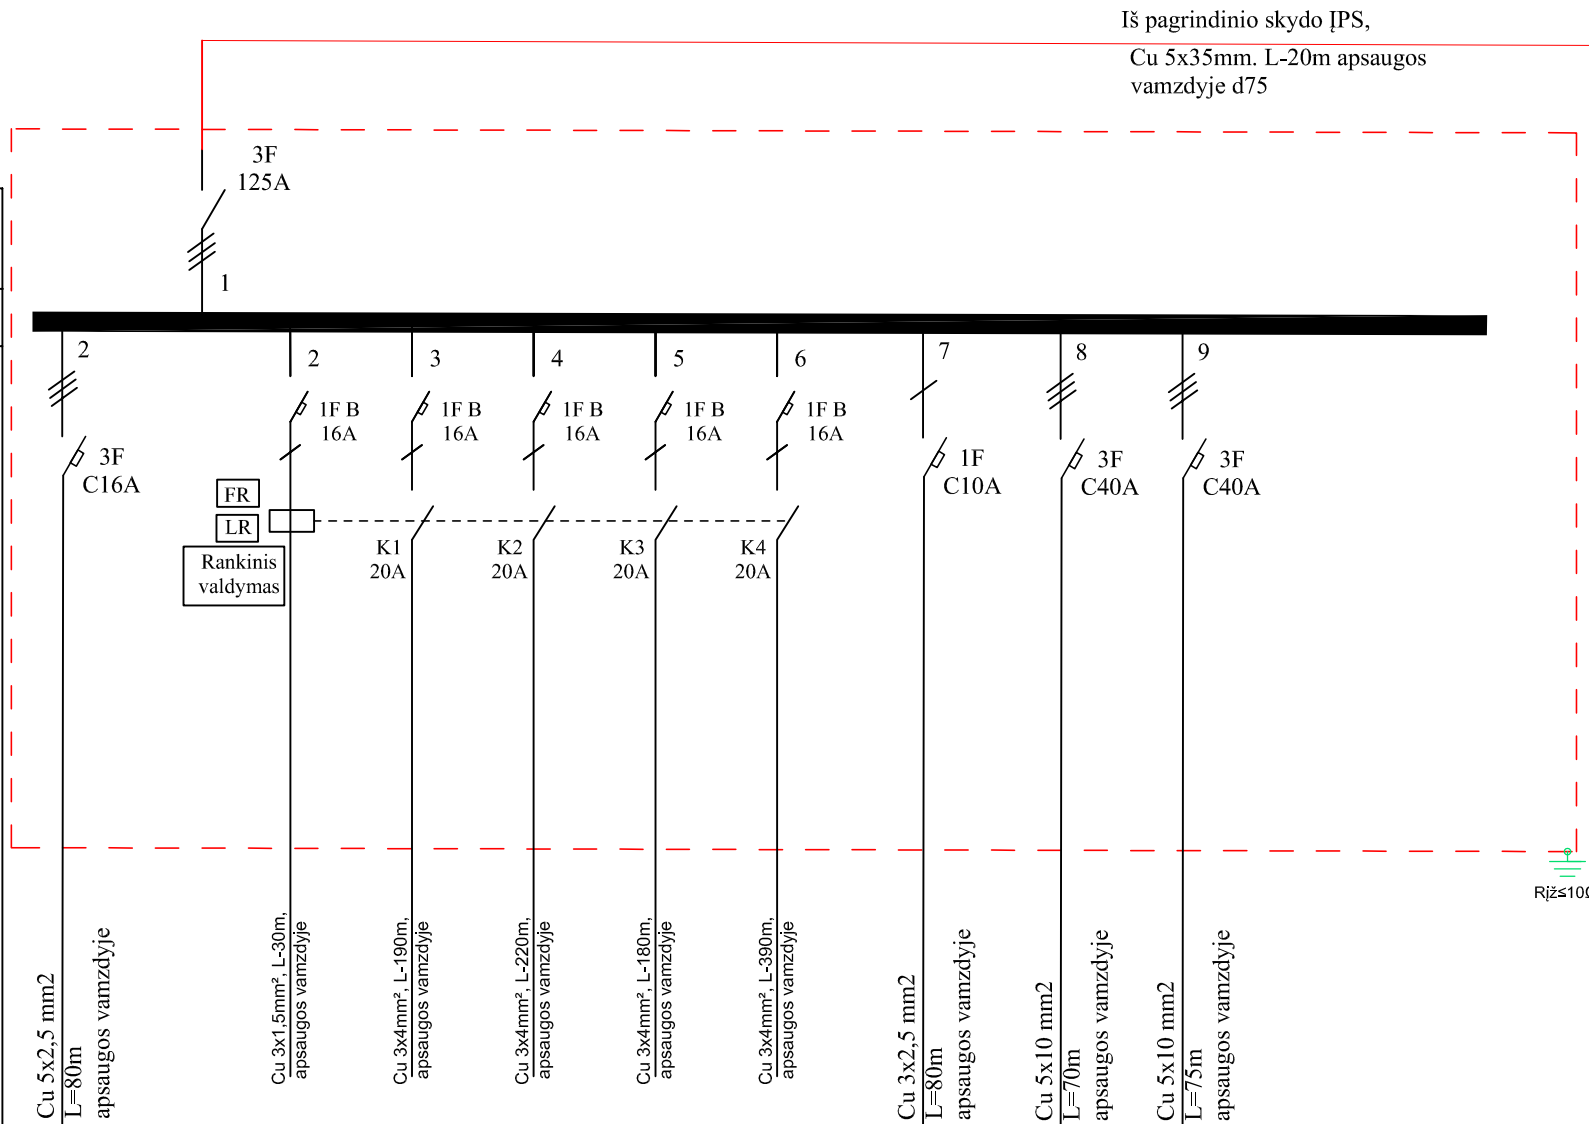 Iš pagrindinio skydo ĮPS,
Cu 5x35mm. L-20m apsaugos
vamzdyje d75
3F
125A
1
2
3F
C16A
2
1F B
16A
3
1F B
16A
4
1F B
16A
5
1F B
16A
6
1F B
16A
7
1F
C10A
8
3F
C40A
9
3F
C40A
FR
LR
Rankinis
valdymas
K1
20A
K2
20A
K3
20A
K4
20A
Cu 5x2,5 mm2
L=80m
apsaugos vamzdyje
Cu 3x1,5mm², L-30m,
apsaugos vamzdyje
Cu 3x4mm², L-190m,
apsaugos vamzdyje
Cu 3x4mm², L-220m,
apsaugos vamzdyje
Cu 3x4mm², L-180m,
apsaugos vamzdyje
Cu 3x4mm², L-390m,
apsaugos vamzdyje
Cu 3x2,5 mm2
L=80m
apsaugos vamzdyje
Cu 5x10 mm2
L=70m
apsaugos vamzdyje
Cu 5x10 mm2
L=75m
apsaugos vamzdyje
Rįž≤10Ω